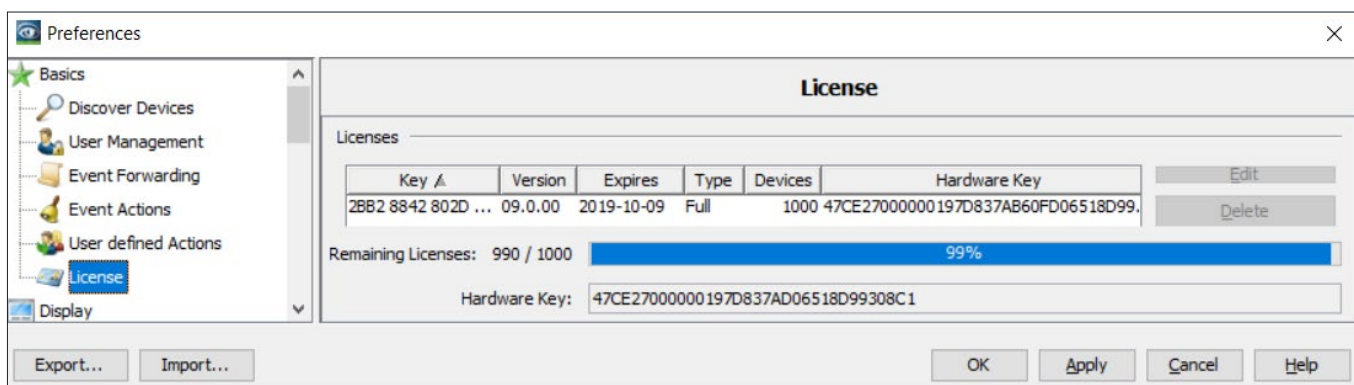 Preferences
Basics
Discover Devices
User Management
Event Forwarding
Event Actions
User defined Actions
License
Display
License
Licenses
Key Version Expires Type Devices Hardware Key
2BB2 8842 802D ... 09.0.00 2019-10-09 Full 1000 47CE27000000197D837AB60FD06518D99.
Edit
Delete
Remaining Licenses: 990 / 1000 99%
Hardware Key: 47CE27000000197D837AD06518D99308C1
Export... Import... OK Apply Cancel Help